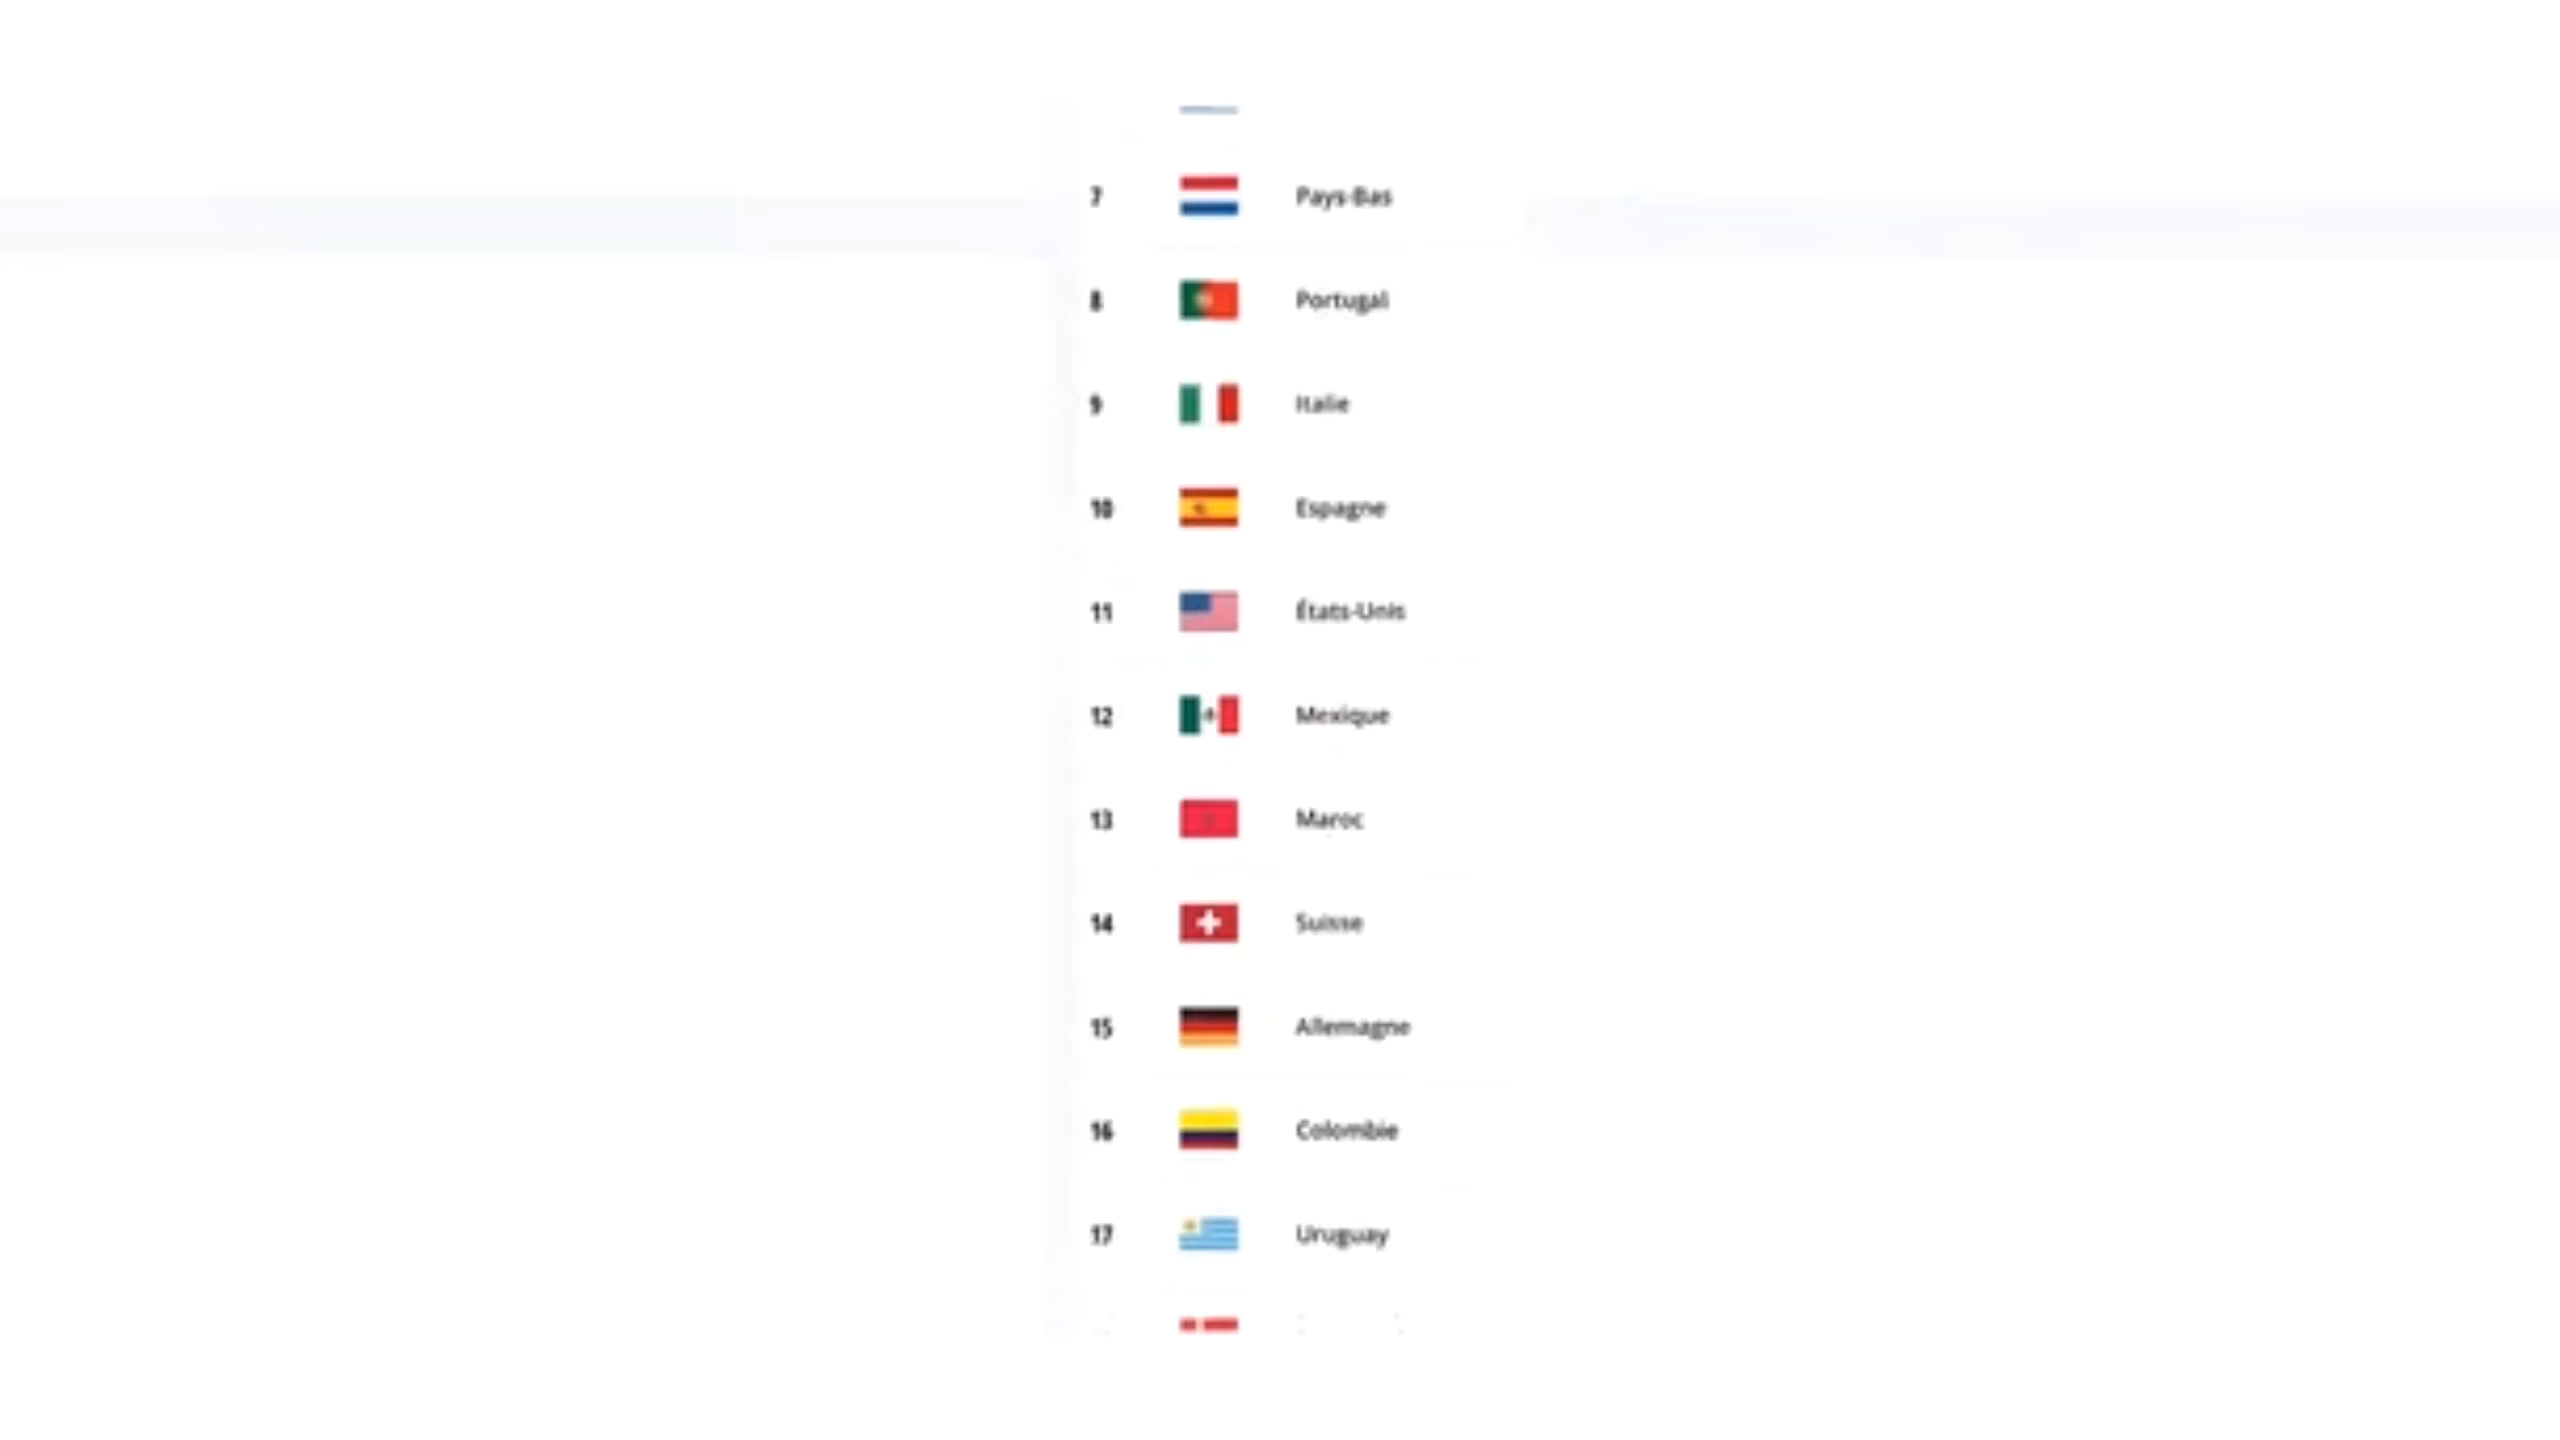 7 Pays-Bas
8 Portugal
9 Italie
10 Espagne
11 États-Unis
12 Mexique
13 Maroc
14 Suisse
15 Allemagne
16 Colombie
17 Uruguay